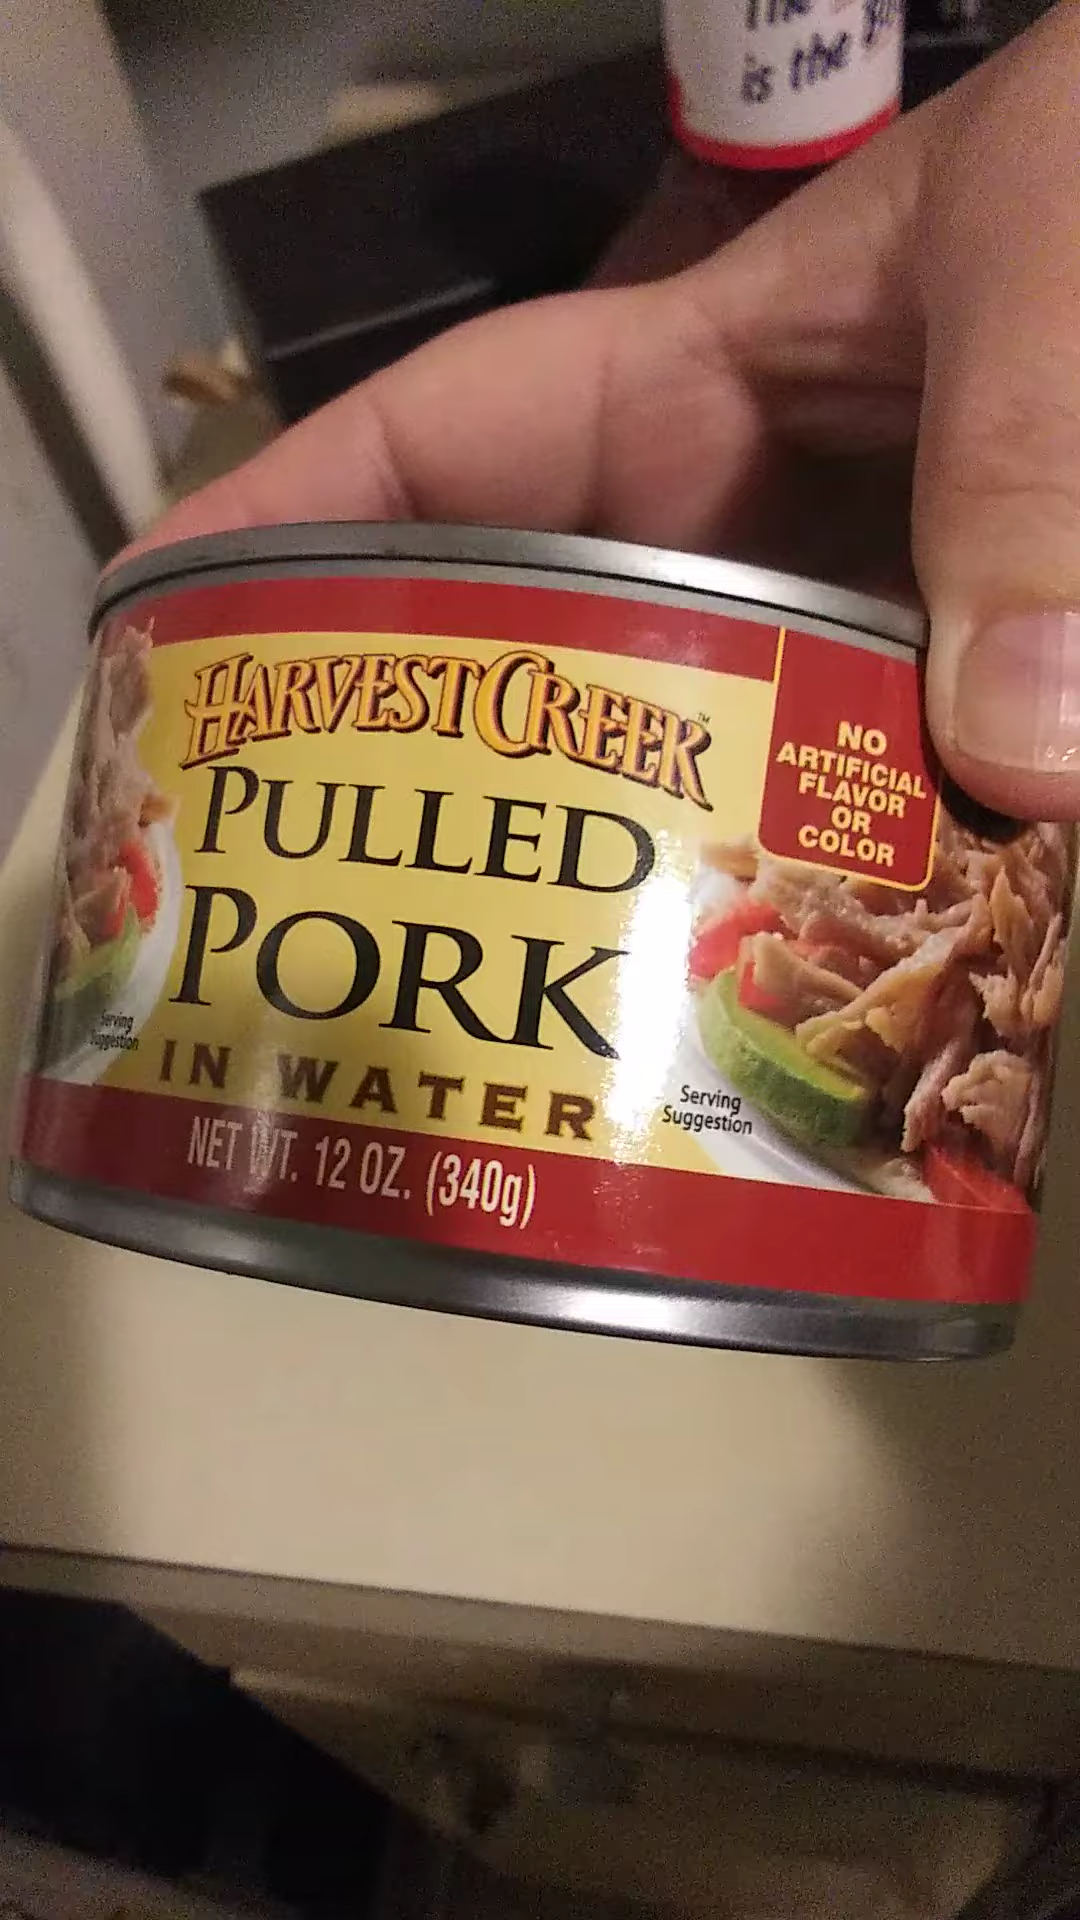 is the
HARVEST CREEK™
PULLED
PORK
IN WATER
NET WT. 12 OZ. (340g)
NO
ARTIFICIAL
FLAVOR
OR
COLOR
Serving
Suggestion
Serving
Suggestion